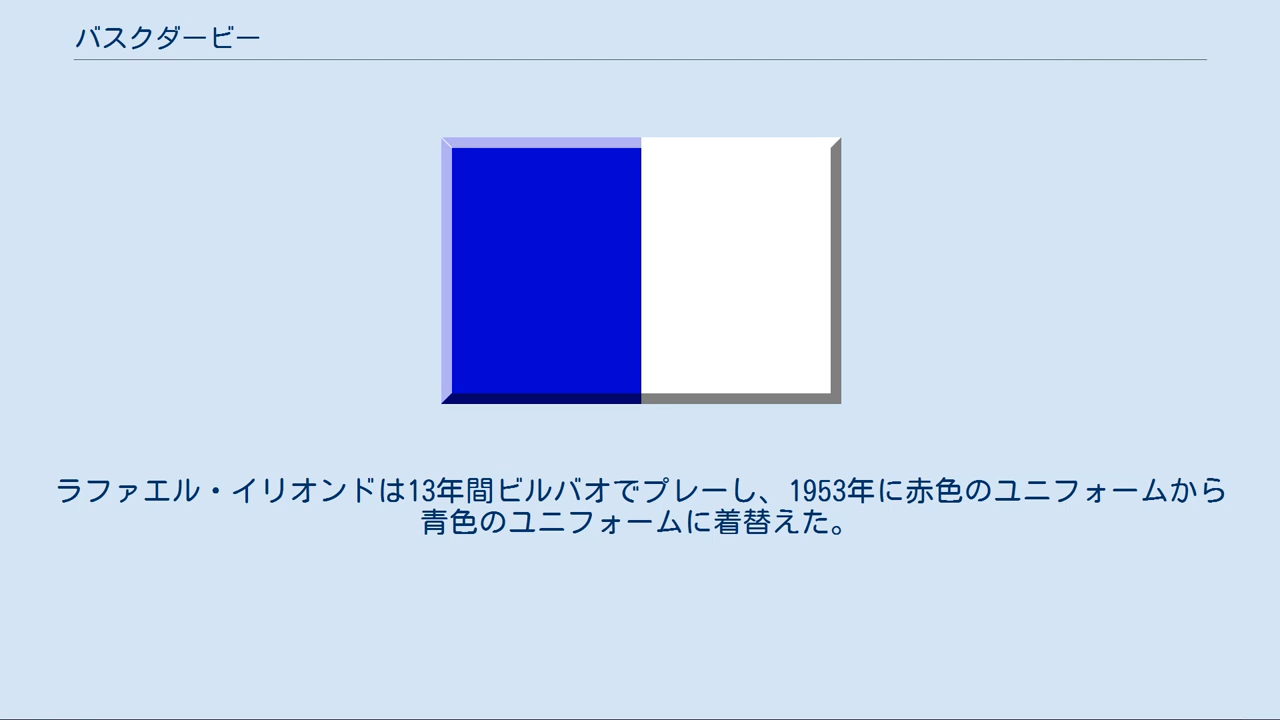 バスクダービー
ラファエル・イリオンドは13年間ビルバオでプレーし、1953年に赤色のユニフォームから
青色のユニフォームに着替えた。